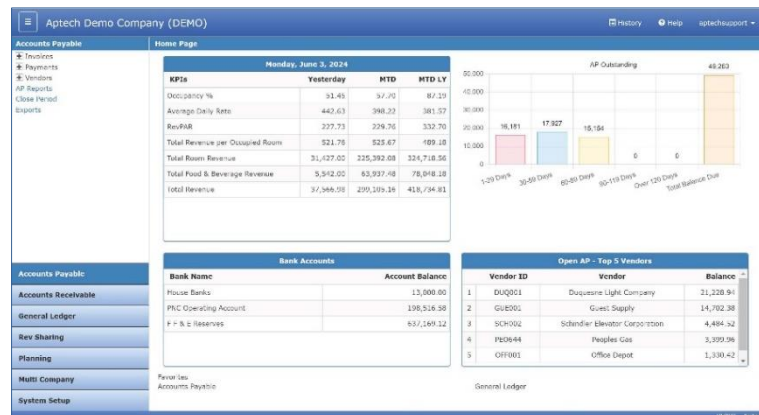 Aptech Demo Company (DEMO)
History Help aptechsupport
Accounts Payable
Invoices
Payments
Vendors
AP Reports
Close Period
Exports
Accounts Payable
Accounts Receivable
General Ledger
Rev Sharing
Planning
Multi Company
System Setup
Home Page
Monday, June 3, 2024
KPIs Yesterday MTD MTD LY
Occupancy % 51.45 57.70 87.19
Average Daily Rate 442.63 398.22 381.57
RevPAR 227.73 229.76 332.70
Total Revenue per Occupied Room 521.76 525.67 489.18
Total Room Revenue 31,427.00 225,392.08 324,718.56
Total Food & Beverage Revenue 5,542.00 63,937.48 78,048.18
Total Revenue 37,566.98 299,105.16 418,734.81
AP Outstanding
50,000
40,000
30,000
20,000
10,000
0
16,181 17,927 15,154 0 0 49,263
1-29 Days 30-59 Days 60-89 Days 90-119 Days Over 120 Days Total Balance Due
Bank Accounts
Bank Name Account Balance
House Banks 13,000.00
PNC Operating Account 198,516.58
F F & E Reserves 637,169.12
Open AP - Top 5 Vendors
Vendor ID Vendor Balance
1 DUQ001 Duquesne Light Company 21,228.94
2 GUE001 Guest Supply 14,702.38
3 SCH002 Schindler Elevator Corporation 4,484.52
4 PEO644 Peoples Gas 3,399.96
5 OFF001 Office Depot 1,330.42
Favorites
Accounts Payable General Ledger